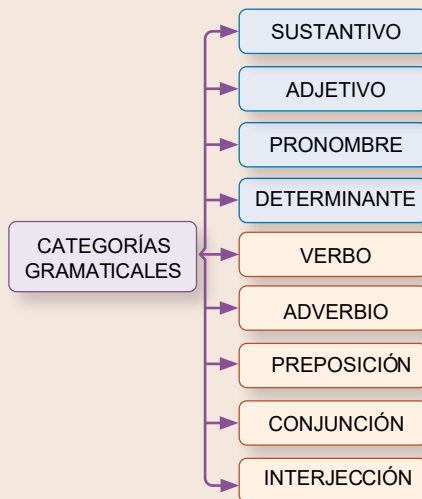 SUSTANTIVO
ADJETIVO
PRONOMBRE
DETERMINANTE
CATEGORÍAS
GRAMATICALES
VERBO
ADVERBIO
PREPOSICIÓN
CONJUNCIÓN
INTERJECCIÓN